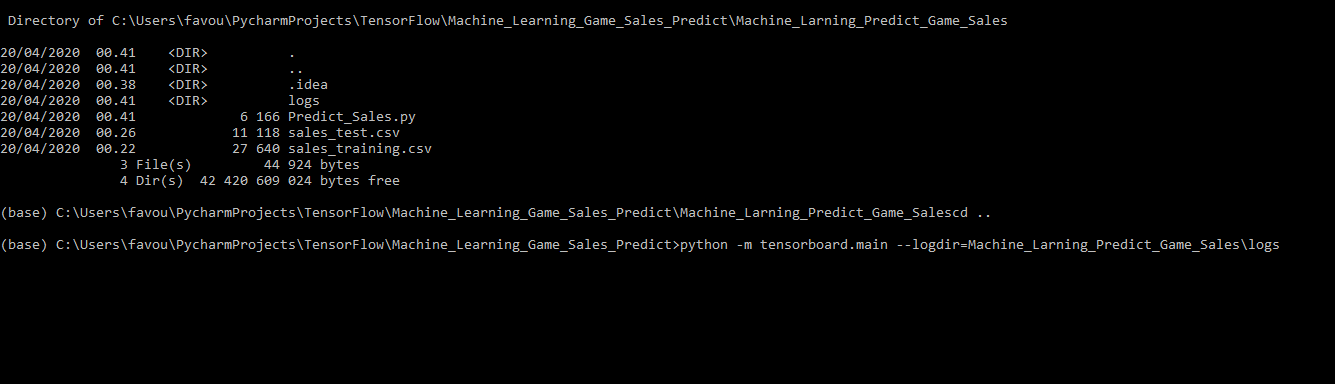 Directory of C:\Users\favou\PycharmProjects\TensorFlow\Machine_Learning_Game_Sales_Predict\Machine_Larning_Predict_Game_Sales
20/04/2020  00.41    <DIR>          .
20/04/2020  00.41    <DIR>          ..
20/04/2020  00.38    <DIR>          .idea
20/04/2020  00.41    <DIR>          logs
20/04/2020  00.41             6 166 Predict_Sales.py
20/04/2020  00.26            11 118 sales_test.csv
20/04/2020  00.22            27 640 sales_training.csv
3 File(s)         44 924 bytes
4 Dir(s)  42 420 609 024 bytes free
(base) C:\Users\favou\PycharmProjects\TensorFlow\Machine_Learning_Game_Sales_Predict\Machine_Larning_Predict_Game_Salescd ..
(base) C:\Users\favou\PycharmProjects\TensorFlow\Machine_Learning_Game_Sales_Predict>python -m tensorboard.main --logdir=Machine_Larning_Predict_Game_Sales\logs